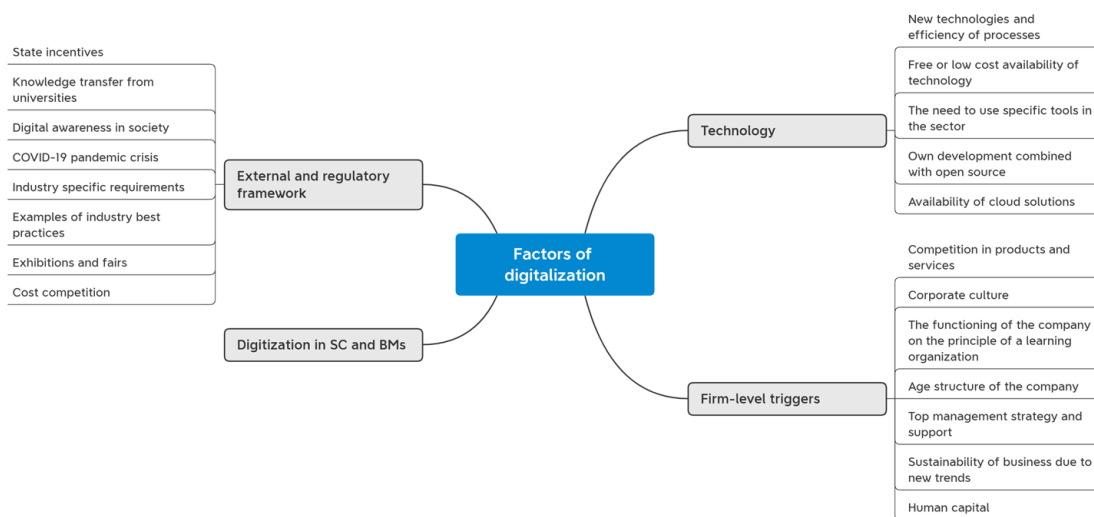 Factors of
digitalization
Technology
New technologies and
efficiency of processes
Free or low cost availability of
technology
The need to use specific tools in
the sector
Own development combined
with open source
Availability of cloud solutions
Firm-level triggers
Competition in products and
services
Corporate culture
The functioning of the company
on the principle of a learning
organization
Age structure of the company
Top management strategy and
support
Sustainability of business due to
new trends
Human capital
External and regulatory
framework
State incentives
Knowledge transfer from
universities
Digital awareness in society
COVID-19 pandemic crisis
Industry specific requirements
Examples of industry best
practices
Exhibitions and fairs
Cost competition
Digitization in SC and BMs